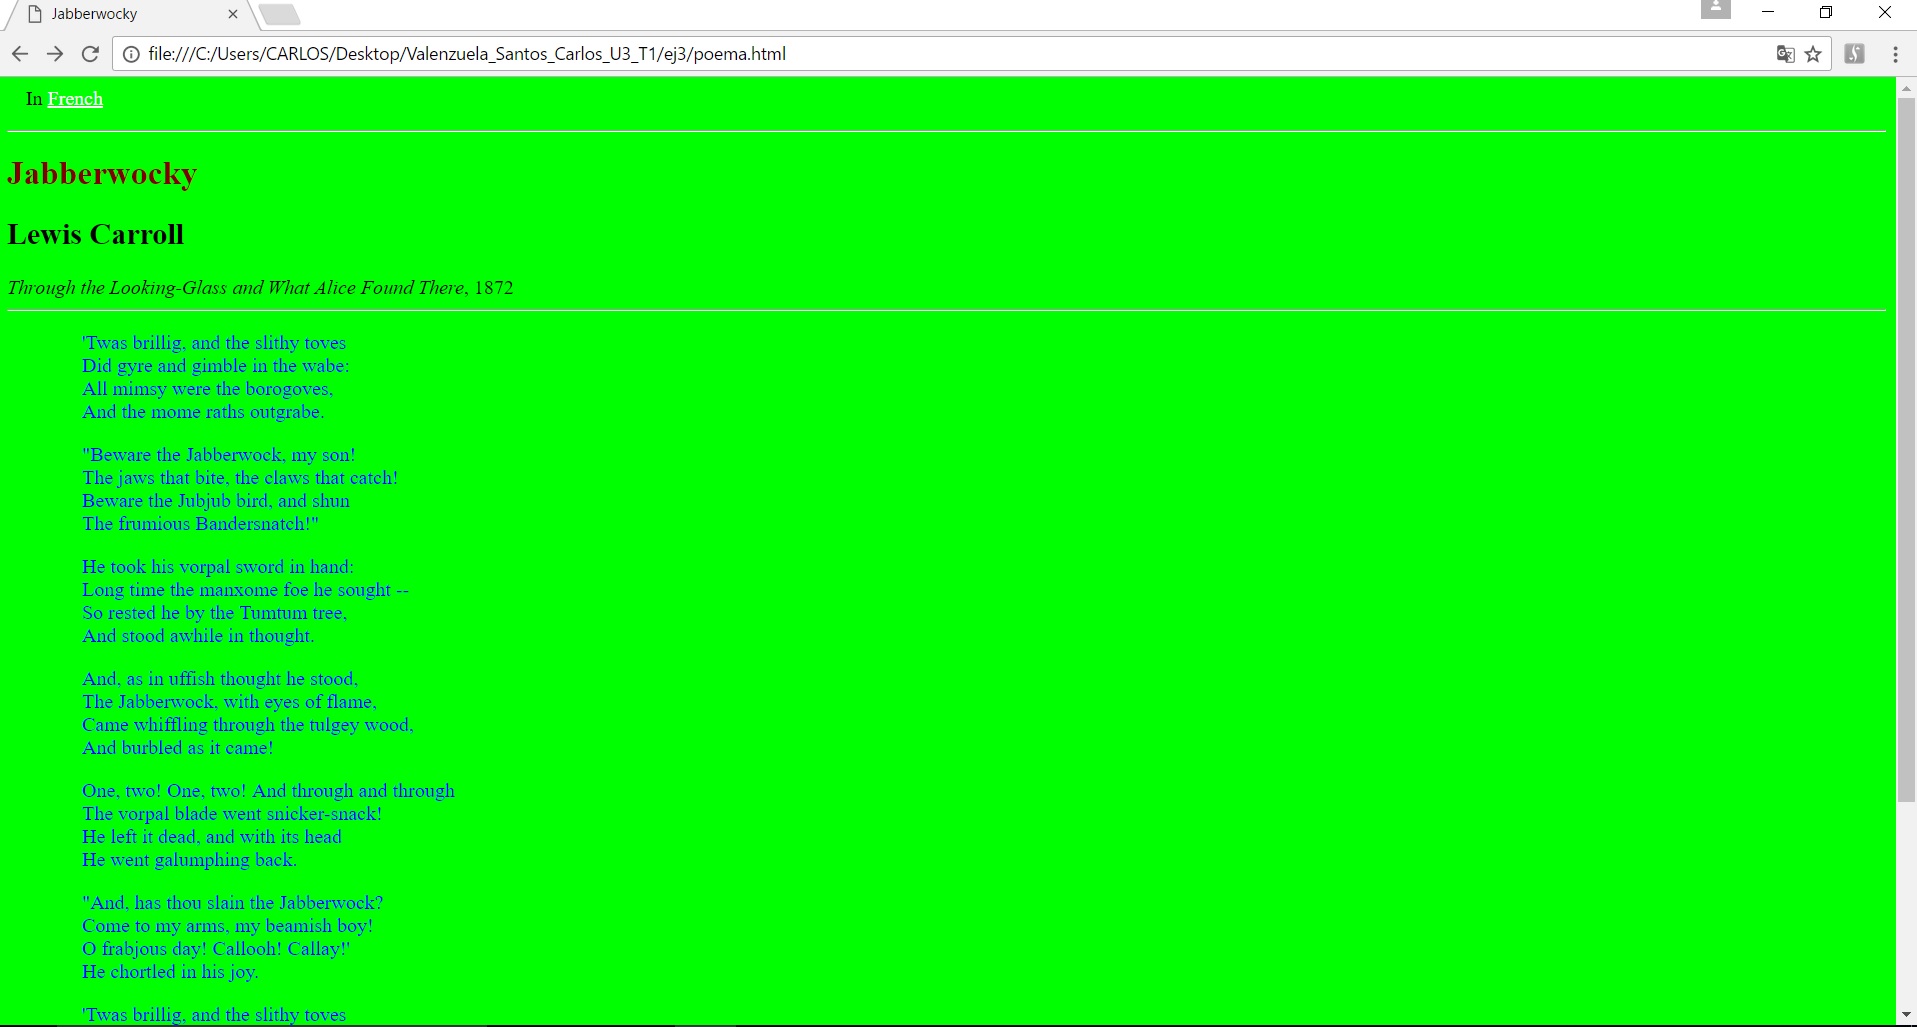 Jabberwocky
file:///C:/Users/CARLOS/Desktop/Valenzuela_Santos_Carlos_U3_T1/ej3/poema.html
In French
Jabberwocky
Lewis Carroll
Through the Looking-Glass and What Alice Found There, 1872
'Twas brillig, and the slithy toves
Did gyre and gimble in the wabe:
All mimsy were the borogoves,
And the mome raths outgrabe.
"Beware the Jabberwock, my son!
The jaws that bite, the claws that catch!
Beware the Jubjub bird, and shun
The frumious Bandersnatch!"
He took his vorpal sword in hand:
Long time the manxome foe he sought --
So rested he by the Tumtum tree,
And stood awhile in thought.
And, as in uffish thought he stood,
The Jabberwock, with eyes of flame,
Came whiffling through the tulgey wood,
And burbled as it came!
One, two! One, two! And through and through
The vorpal blade went snicker-snack!
He left it dead, and with its head
He went galumphing back.
"And, has thou slain the Jabberwock?
Come to my arms, my beamish boy!
O frabjous day! Callooh! Callay!'
He chortled in his joy.
'Twas brillig, and the slithy toves